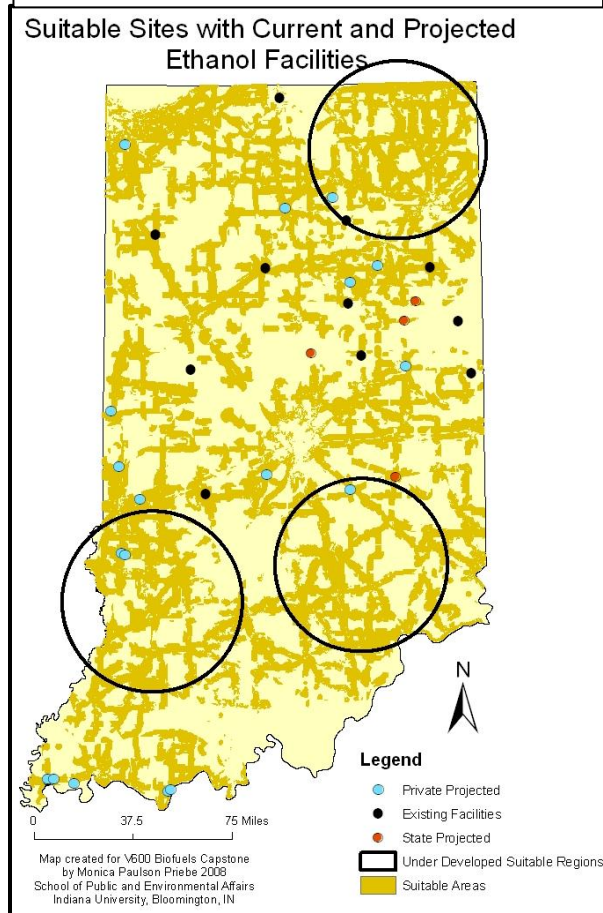 Suitable Sites with Current and Projected
Ethanol Facilities
N
Legend
Private Projected
Existing Facilities
State Projected
Under Developed Suitable Regions
Suitable Areas
0 37.5 75 Miles
Map created for V600 Biofuels Capstone
by Monica Paulson Priebe 2008
School of Public and Environmental Affairs
Indiana University, Bloomington, IN